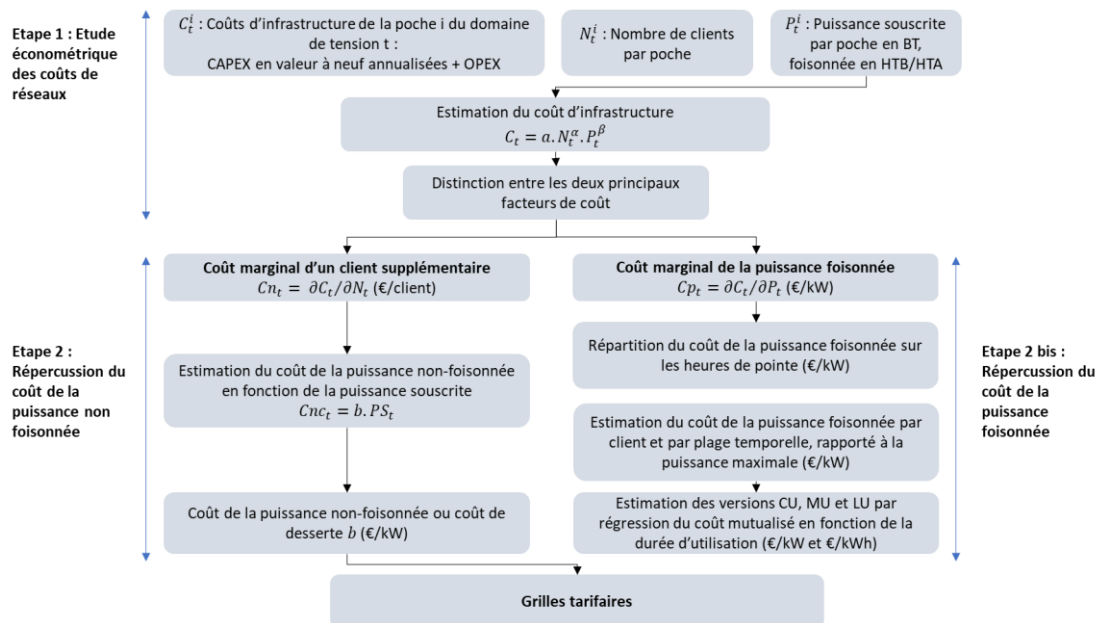 Etape 1 : Etude
économétrique
des coûts de
réseaux
C_t^i : Coûts d’infrastructure de la poche i du domaine
de tension t :
CAPEX en valeur à neuf annualisées + OPEX
N_t^i : Nombre de clients
par poche
P_t^i : Puissance souscrite
par poche en BT,
foisonnée en HTB/HTA
Estimation du coût d’infrastructure
C_t = a.N_t^α.P_t^β
Distinction entre les deux principaux
facteurs de coût
Etape 2 :
Répercussion du
coût de la
puissance non
foisonnée
Coût marginal d’un client supplémentaire
Cn_t = ∂C_t/∂N_t (€/client)
Estimation du coût de la puissance non-foisonnée
en fonction de la puissance souscrite
Cnc_t = b.PS_t
Coût de la puissance non-foisonnée ou coût de
desserte b (€/kW)
Coût marginal de la puissance foisonnée
Cp_t = ∂C_t/∂P_t (€/kW)
Répartition du coût de la puissance foisonnée sur
les heures de pointe (€/kW)
Estimation du coût de la puissance foisonnée par
client et par plage temporelle, rapporté à la
puissance maximale (€/kW)
Estimation des versions CU, MU et LU par
régression du coût mutualisé en fonction de la
durée d’utilisation (€/kW et €/kWh)
Etape 2 bis :
Répercussion du
coût de la
puissance
foisonnée
Grilles tarifaires